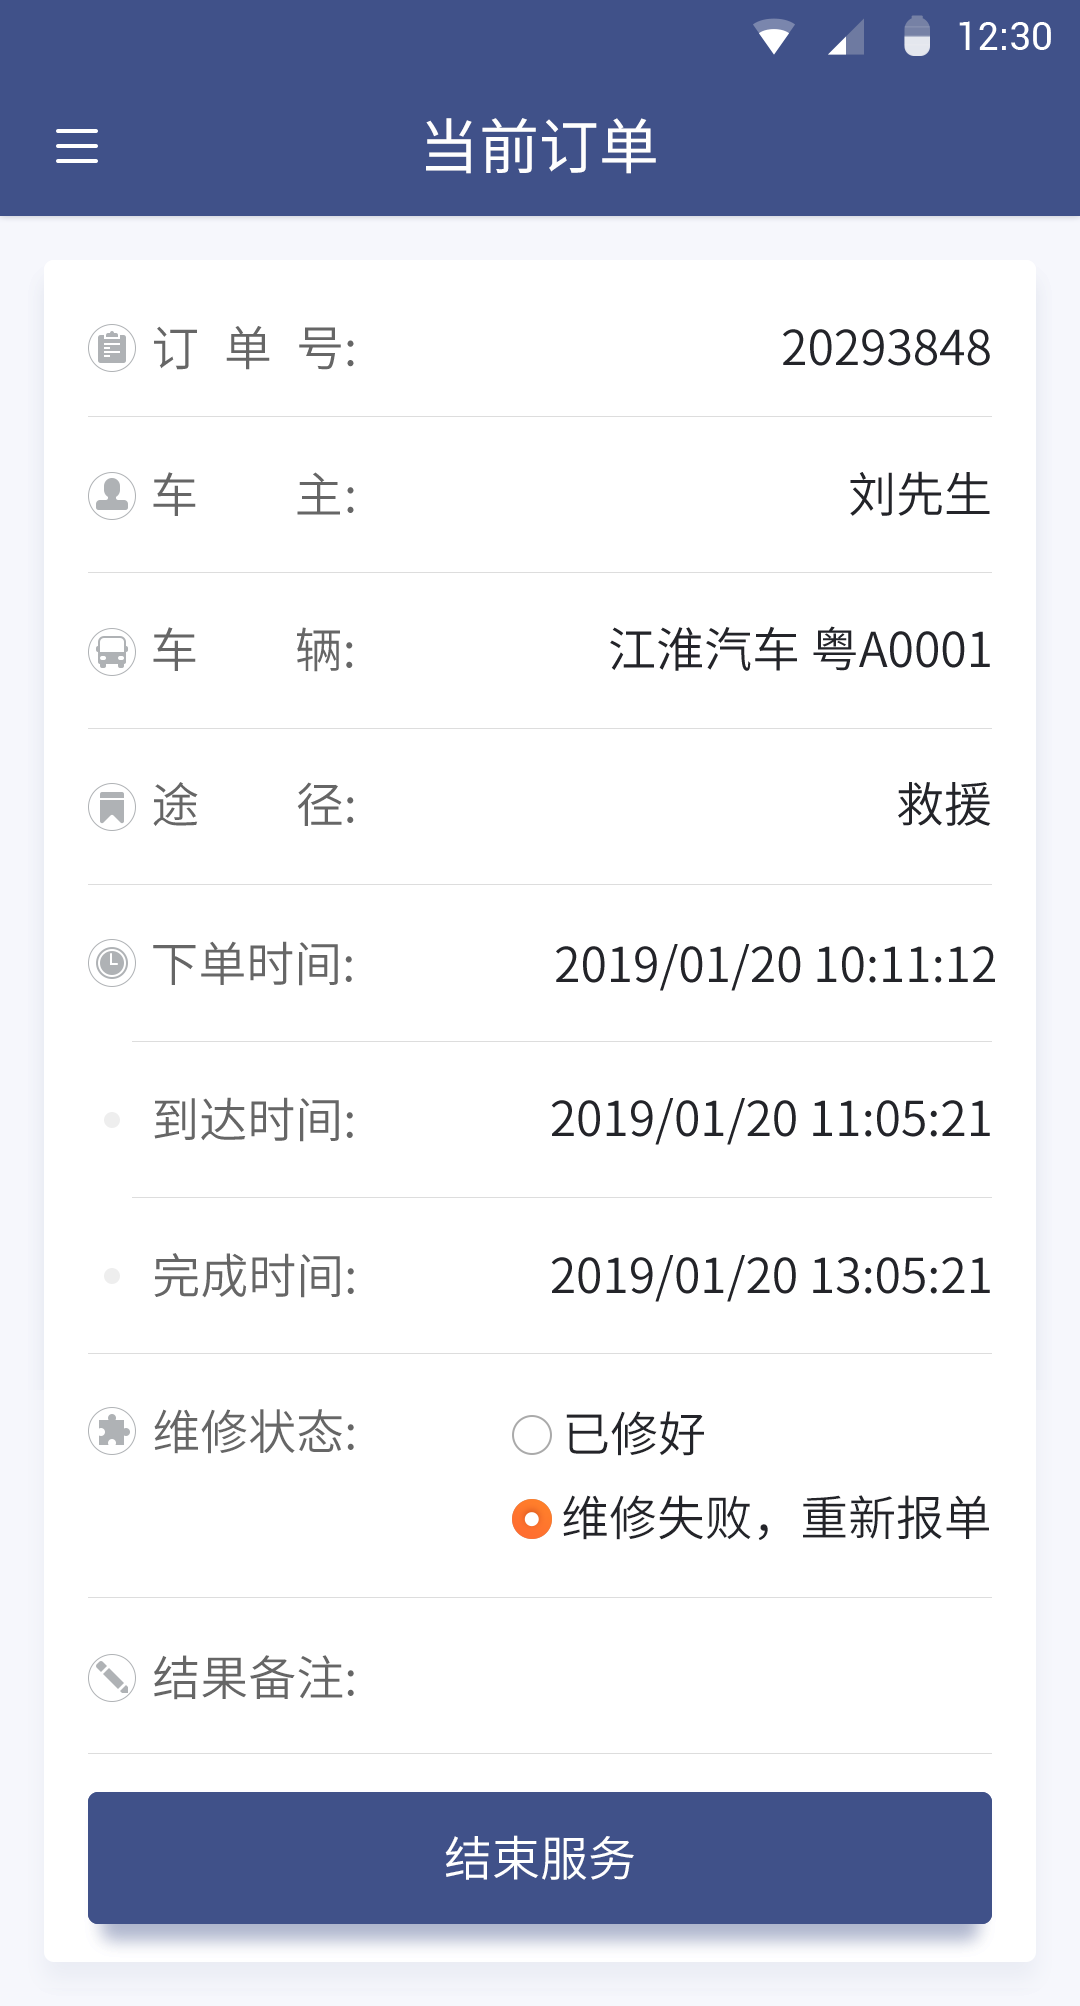 12:30
当前订单
订单号: 20293848
车主: 刘先生
车辆: 江淮汽车 粤A0001
途径: 救援
下单时间: 2019/01/20 10:11:12
到达时间: 2019/01/20 11:05:21
完成时间: 2019/01/20 13:05:21
维修状态: 已修好
维修失败，重新报单
结果备注:
结束服务